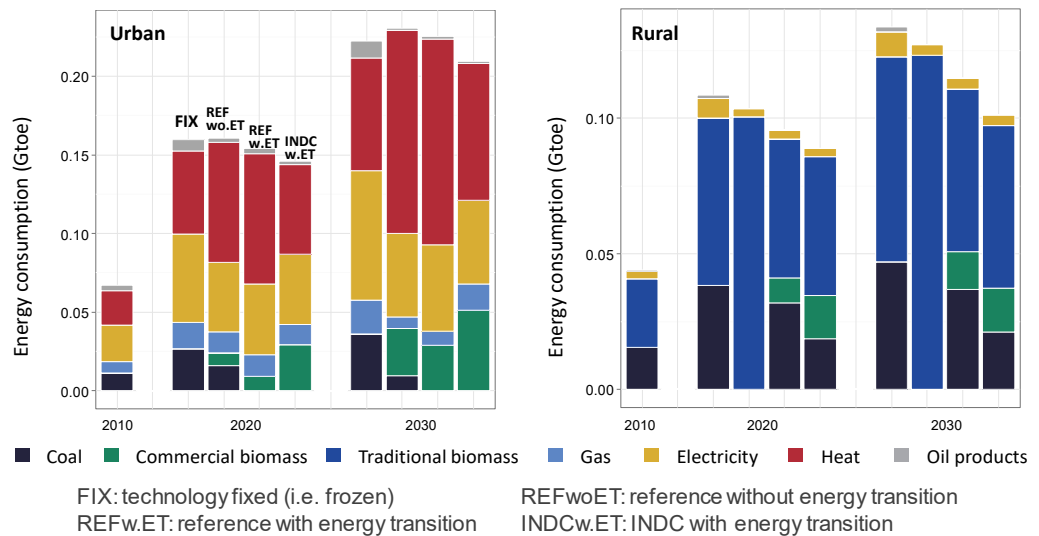 Urban
Energy consumption (Gtoe)
0.20
0.15
0.10
0.05
0.00
FIX
REF
wo.ET
REF
w.ET
INDC
w.ET
2010 2020 2030
Rural
Energy consumption (Gtoe)
0.10
0.05
0.00
2010 2020 2030
Coal Commercial biomass Traditional biomass Gas Electricity Heat Oil products
FIX: technology fixed (i.e. frozen) REFwoET: reference without energy transition
REFw.ET: reference with energy transition INDCw.ET: INDC with energy transition